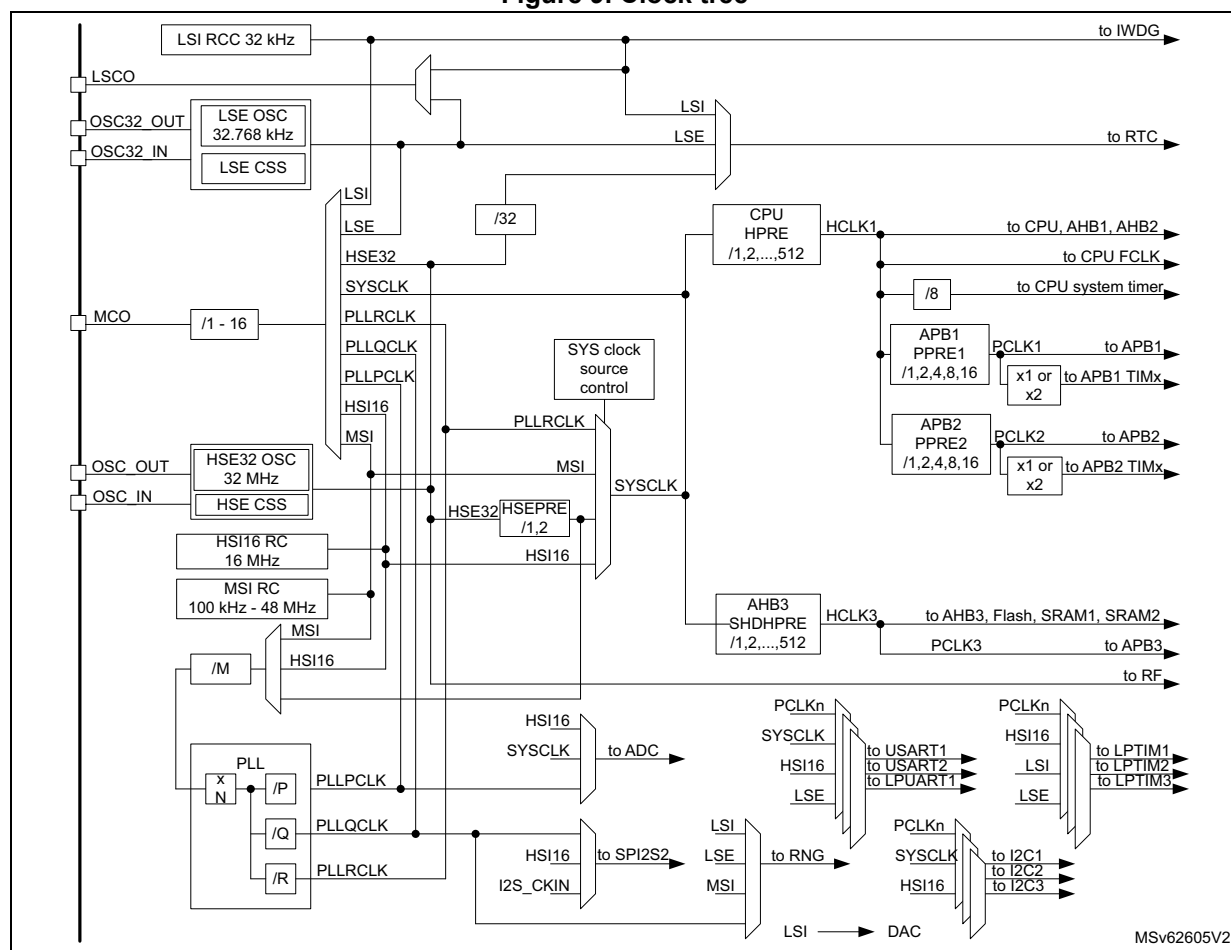 Figure 9. Clock tree
LSI RCC 32 kHz
to IWDG
LSCO
OSC32_OUT
LSE OSC
32.768 kHz
OSC32_IN
LSE CSS
LSI
LSE
to RTC
LSI
LSE
HSE32
SYSCLK
PLLRCLK
PLLQCLK
PLLPCLK
HSI16
MSI
/32
CPU
HPRE
/1,2,...,512
HCLK1
to CPU, AHB1, AHB2
to CPU FCLK
/8
to CPU system timer
MCO
/1 - 16
APB1
PPRE1
/1,2,4,8,16
PCLK1
to APB1
x1 or
x2
to APB1 TIMx
SYS clock
source
control
APB2
PPRE2
/1,2,4,8,16
PCLK2
to APB2
x1 or
x2
to APB2 TIMx
PLLRCLK
MSI
HSE32
HSEPRE
/1,2
HSI16
SYSCLK
OSC_OUT
HSE32 OSC
32 MHz
OSC_IN
HSE CSS
HSI16 RC
16 MHz
MSI RC
100 kHz - 48 MHz
AHB3
SHDHPRE
/1,2,...,512
HCLK3
to AHB3, Flash, SRAM1, SRAM2
PCLK3
to APB3
to RF
MSI
HSI16
/M
PLL
x
N
/P
/Q
/R
PLLPCLK
PLLQCLK
PLLRCLK
HSI16
SYSCLK
to ADC
HSI16
I2S_CKIN
to SPI2S2
LSI
LSE
MSI
to RNG
PCLKn
SYSCLK
HSI16
LSE
to USART1
to USART2
to LPUART1
PCLKn
HSI16
LSI
LSE
to LPTIM1
to LPTIM2
to LPTIM3
PCLKn
SYSCLK
HSI16
to I2C1
to I2C2
to I2C3
LSI
DAC
MSv62605V2